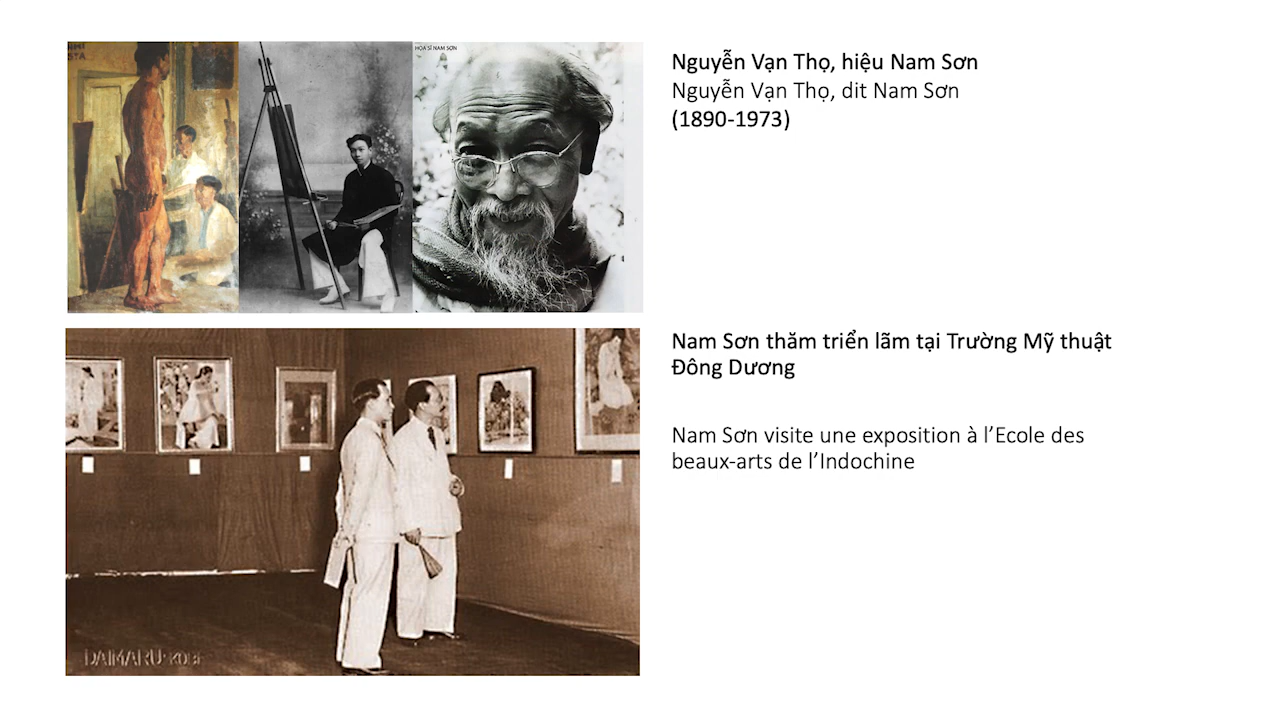 HỌA SĨ NAM SƠN
Nguyễn Vạn Thọ, hiệu Nam Sơn
Nguyễn Vạn Thọ, dit Nam Sơn
(1890-1973)
Nam Sơn thăm triển lãm tại Trường Mỹ thuật
Đông Dương
Nam Sơn visite une exposition à l’Ecole des
beaux-arts de l’Indochine
DAIMARU·KOBE